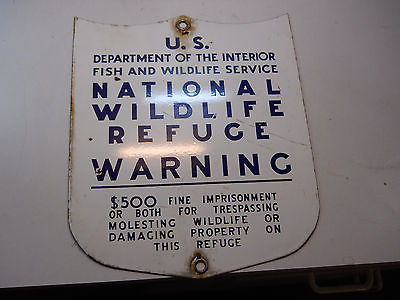 U. S.
DEPARTMENT OF THE INTERIOR
FISH AND WILDLIFE SERVICE
NATIONAL
WILDLIFE
REFUGE
WARNING
$500 FINE IMPRISONMENT
OR BOTH FOR TRESPASSING
MOLESTING WILDLIFE OR
DAMAGING PROPERTY ON
THIS REFUGE